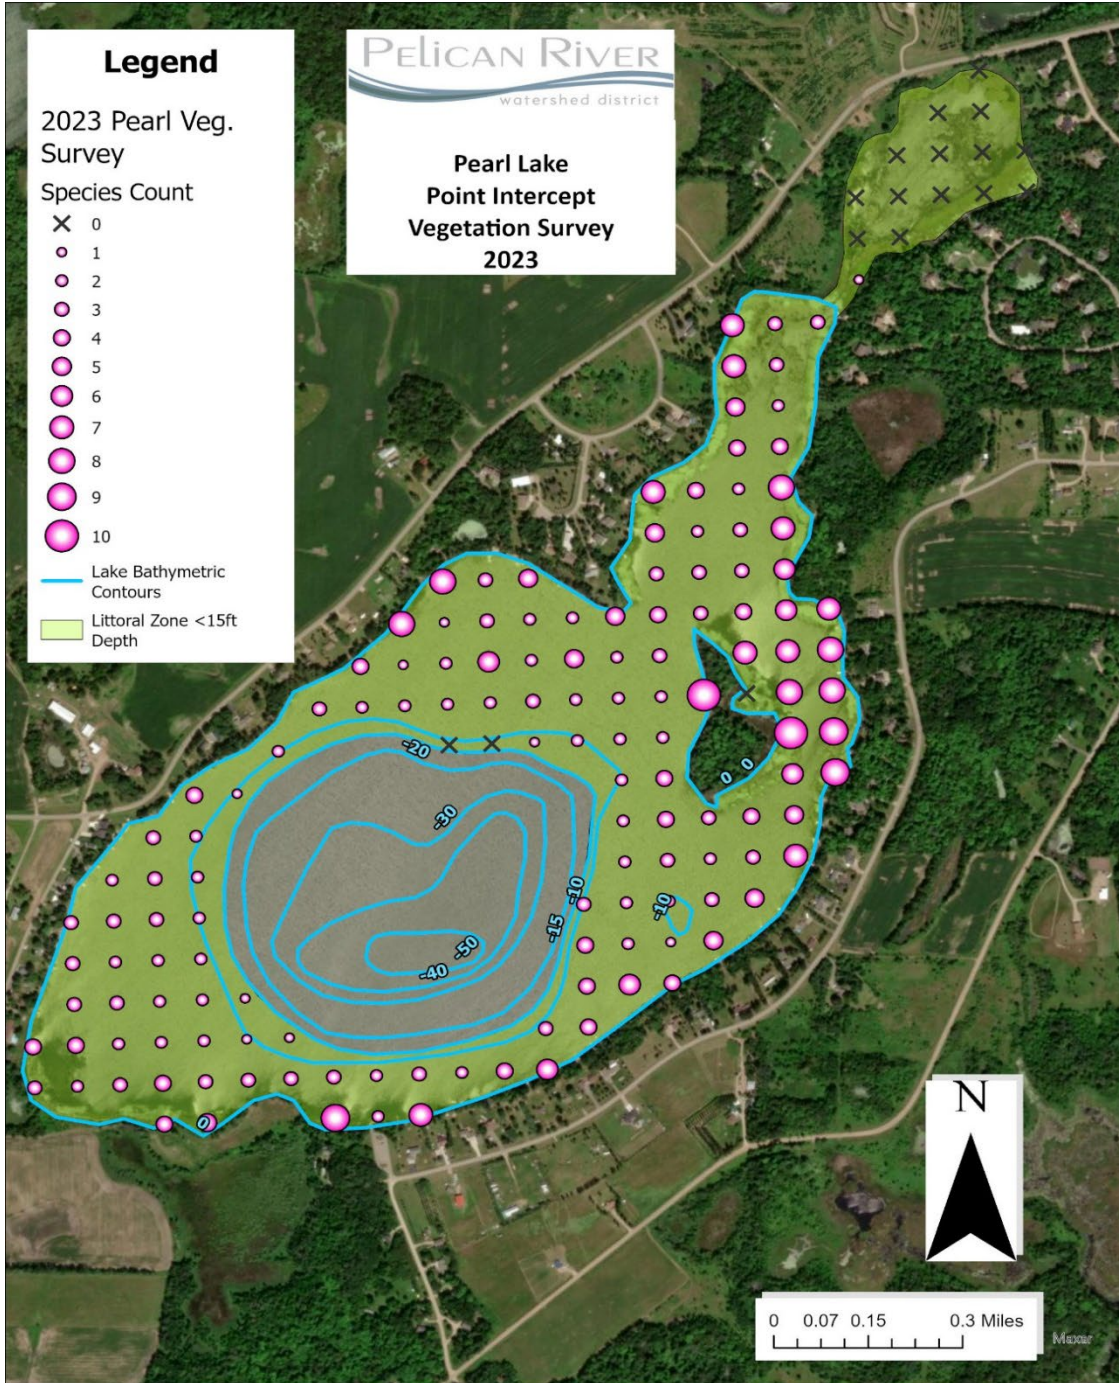 Legend
2023 Pearl Veg.
Survey
Species Count
0
1
2
3
4
5
6
7
8
9
10
Lake Bathymetric
Contours
Littoral Zone <15ft
Depth
PELICAN RIVER
watershed district
Pearl Lake
Point Intercept
Vegetation Survey
2023
-20
-30
-10
-15
-50
-40
-10
0 0
0
N
0 0.07 0.15 0.3 Miles
Maxar